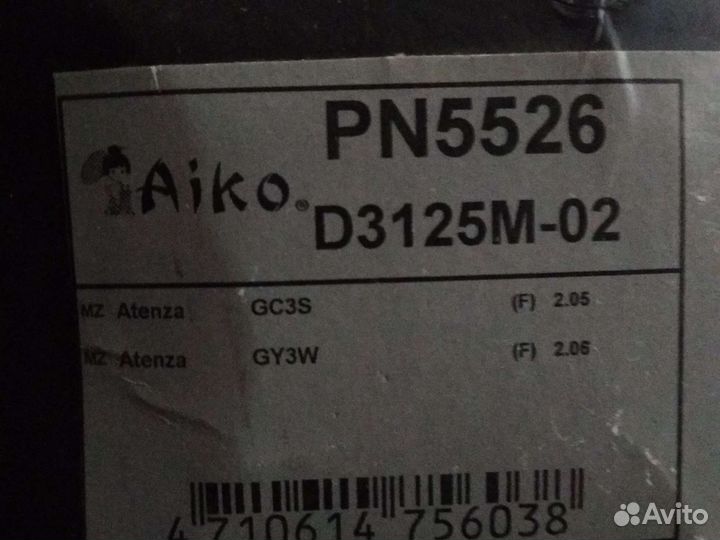 PN5526
Aiko®
D3125M-02
MZ Atenza GC3S (F) 2.05
MZ Atenza GY3W (F) 2.06
4 710614 756038
Avito